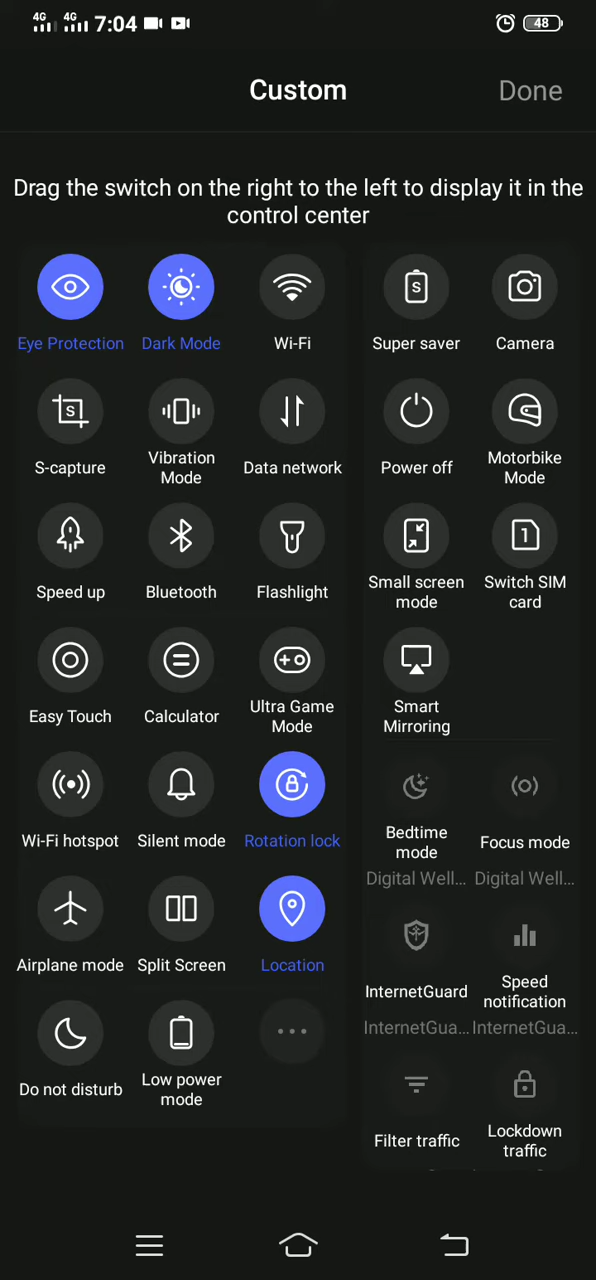 4G 4G 7:04 48
Custom Done
Drag the switch on the right to the left to display it in the
control center
Eye Protection Dark Mode Wi-Fi Super saver Camera
S-capture Vibration Mode Data network Power off Motorbike Mode
Speed up Bluetooth Flashlight Small screen mode Switch SIM card
Easy Touch Calculator Ultra Game Mode Smart Mirroring
Wi-Fi hotspot Silent mode Rotation lock Bedtime mode Focus mode
Digital Well... Digital Well...
Airplane mode Split Screen Location InternetGuard Speed notification
InternetGua... InternetGua...
Do not disturb Low power mode Filter traffic Lockdown traffic